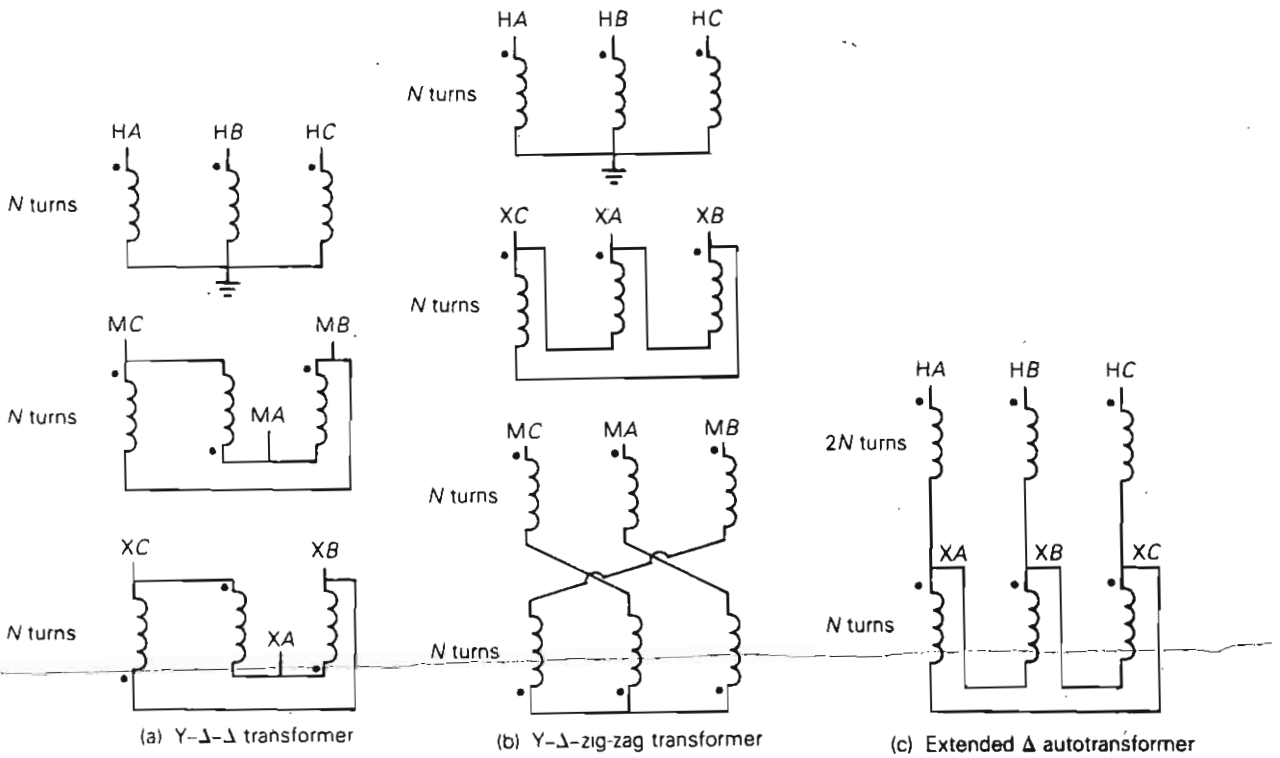 HA HB HC
N turns
MC MB
MA
N turns
XC XB
XA
N turns
(a) Y-Δ-Δ transformer
HA HB HC
N turns
XC XA XB
N turns
MC MA MB
N turns
N turns
(b) Y-Δ-zig-zag transformer
HA HB HC
2N turns
XA XB XC
N turns
(c) Extended Δ autotransformer